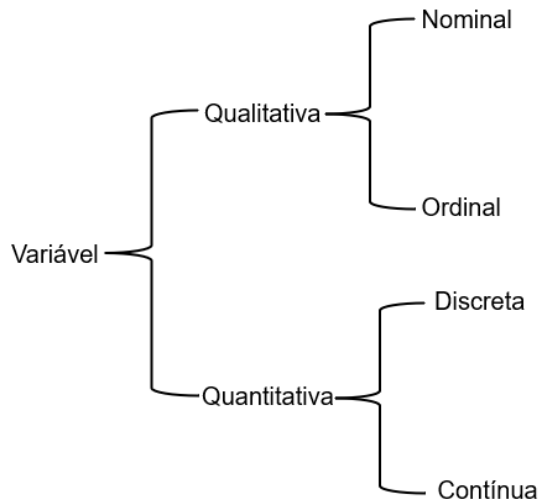 Nominal
Qualitativa
Ordinal
Variável
Discreta
Quantitativa
Contínua